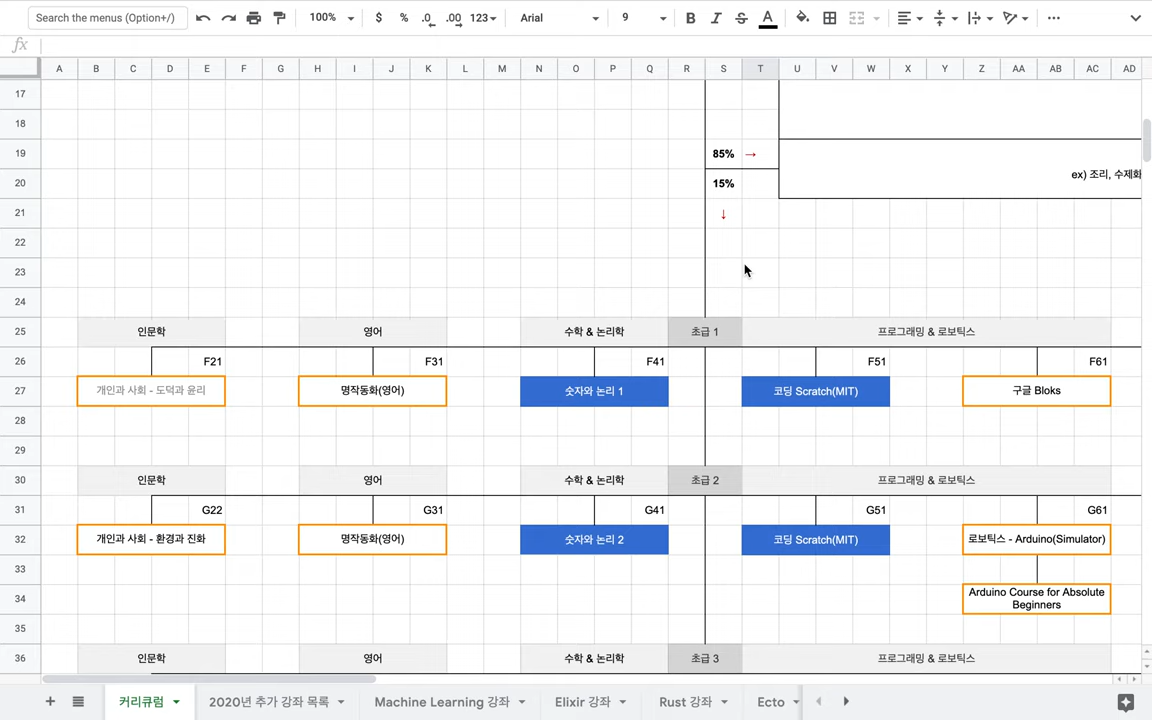 Search the menus (Option+/)
100%
$ % .0 .00 123
Arial
9
B I S A
fx
A B C D E F G H I J K L M N O P Q R S T U V W X Y Z AA AB AC AD
17
18
19 85% →
ex) 조리, 수제화
20 15%
21 ↓
22
23
24
25 인문학 영어 수학 & 논리학 초급 1 프로그래밍 & 로보틱스
26 F21 F31 F41 F51 F61
27 개인과 사회 - 도덕과 윤리 명작동화(영어) 숫자와 논리 1 코딩 Scratch(MIT) 구글 Bloks
28
29
30 인문학 영어 수학 & 논리학 초급 2 프로그래밍 & 로보틱스
31 G22 G31 G41 G51 G61
32 개인과 사회 - 환경과 진화 명작동화(영어) 숫자와 논리 2 코딩 Scratch(MIT) 로보틱스 - Arduino(Simulator)
33
34 Arduino Course for Absolute
Beginners
35
36 인문학 영어 수학 & 논리학 초급 3 프로그래밍 & 로보틱스
커리큘럼 2020년 추가 강좌 목록 Machine Learning 강좌 Elixir 강좌 Rust 강좌 Ecto